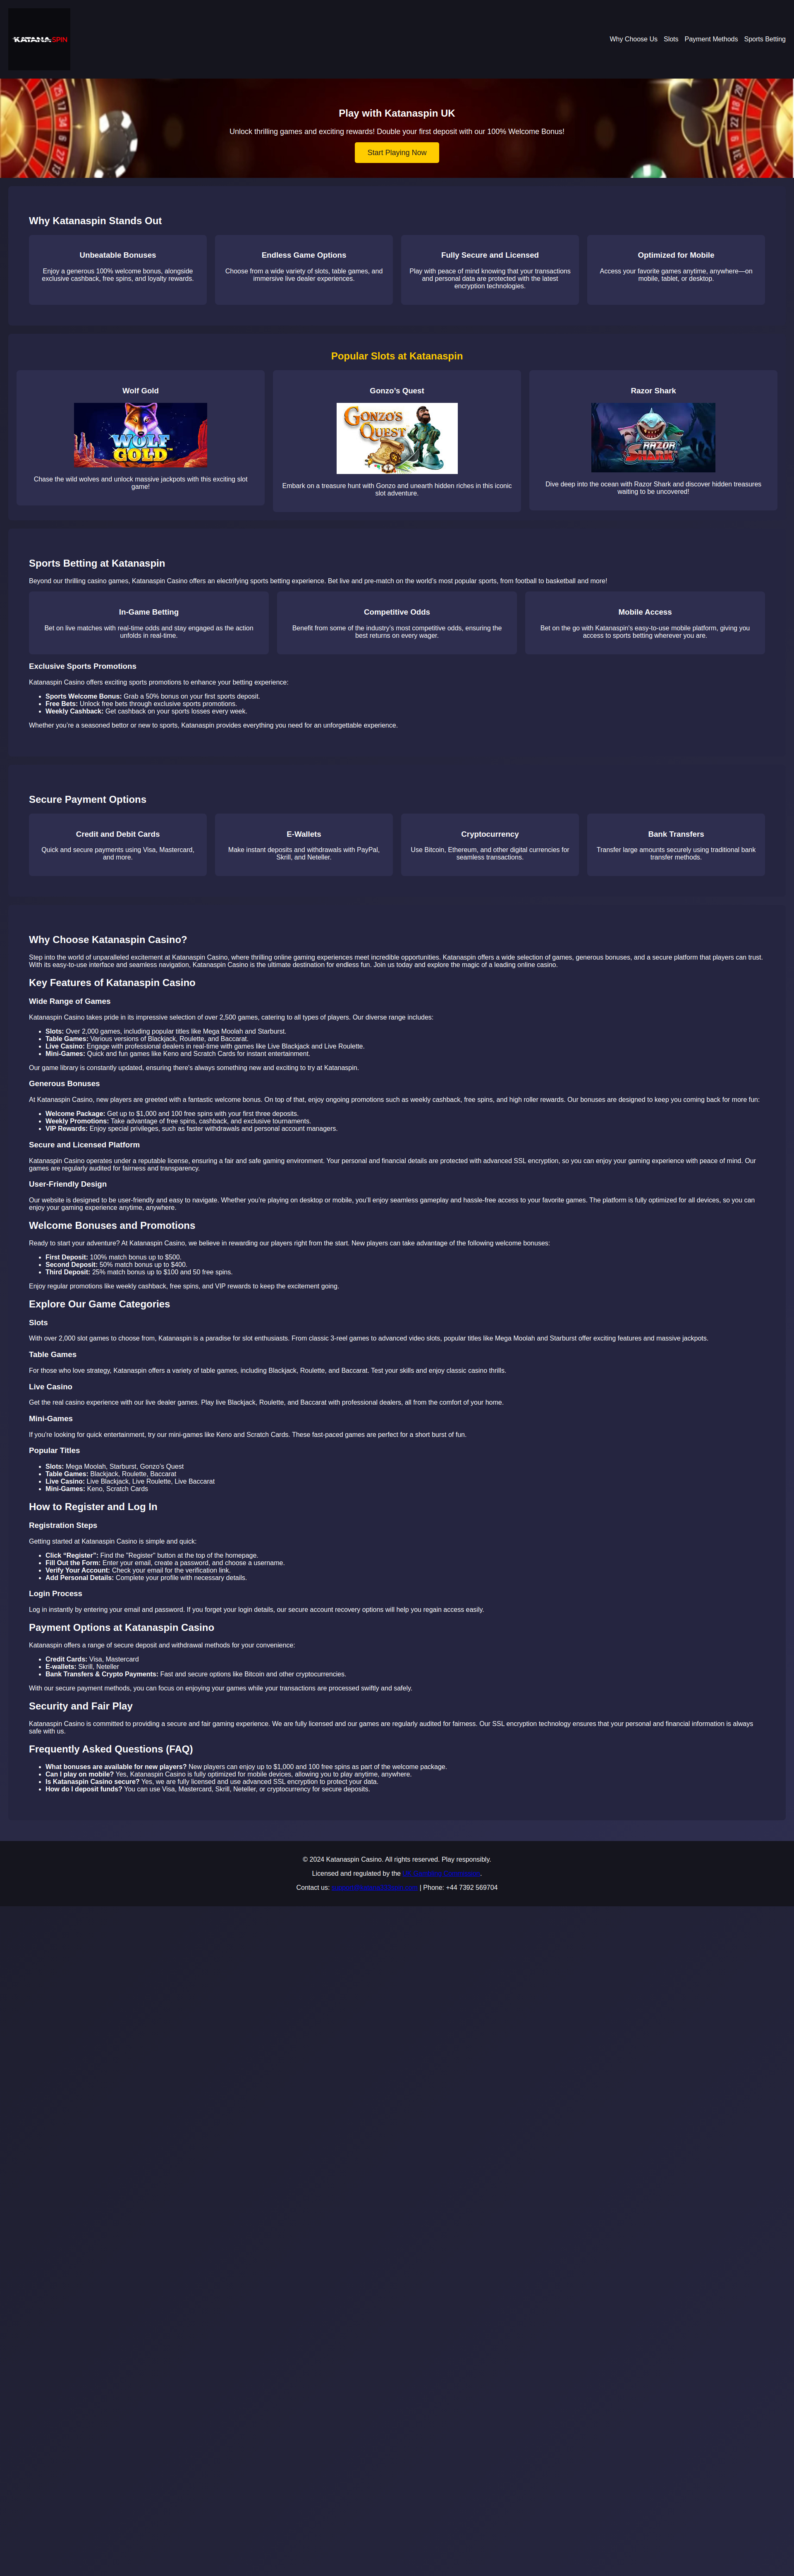 KATANASPIN
Why Choose Us Slots Payment Methods Sports Betting
Play with Katanaspin UK
Unlock thrilling games and exciting rewards! Double your first deposit with our 100% Welcome Bonus!
Start Playing Now
Why Katanaspin Stands Out
Unbeatable Bonuses
Enjoy a generous 100% welcome bonus, alongside
exclusive cashback, free spins, and loyalty rewards.
Endless Game Options
Choose from a wide variety of slots, table games, and
immersive live dealer experiences.
Fully Secure and Licensed
Play with peace of mind knowing that your transactions
and personal data are protected with the latest
encryption technologies.
Optimized for Mobile
Access your favorite games anytime, anywhere—on
mobile, tablet, or desktop.
Popular Slots at Katanaspin
Wolf Gold
WOLF
GOLD
Chase the wild wolves and unlock massive jackpots with this exciting slot
game!
Gonzo’s Quest
GONZO'S
QUEST
Embark on a treasure hunt with Gonzo and unearth hidden riches in this iconic
slot adventure.
Razor Shark
RAZOR
SHARK
Dive deep into the ocean with Razor Shark and discover hidden treasures
waiting to be uncovered!
Sports Betting at Katanaspin
Beyond our thrilling casino games, Katanaspin Casino offers an electrifying sports betting experience. Bet live and pre-match on the world’s most popular sports, from football to basketball and more!
In-Game Betting
Bet on live matches with real-time odds and stay engaged as the action
unfolds in real-time.
Competitive Odds
Benefit from some of the industry's most competitive odds, ensuring the
best returns on every wager.
Mobile Access
Bet on the go with Katanaspin's easy-to-use mobile platform, giving you
access to sports betting wherever you are.
Exclusive Sports Promotions
Katanaspin Casino offers exciting sports promotions to enhance your betting experience:
• Sports Welcome Bonus: Grab a 50% bonus on your first sports deposit.
• Free Bets: Unlock free bets through exclusive sports promotions.
• Weekly Cashback: Get cashback on your sports losses every week.
Whether you’re a seasoned bettor or new to sports, Katanaspin provides everything you need for an unforgettable experience.
Secure Payment Options
Credit and Debit Cards
Quick and secure payments using Visa, Mastercard,
and more.
E-Wallets
Make instant deposits and withdrawals with PayPal,
Skrill, and Neteller.
Cryptocurrency
Use Bitcoin, Ethereum, and other digital currencies for
seamless transactions.
Bank Transfers
Transfer large amounts securely using traditional bank
transfer methods.
Why Choose Katanaspin Casino?
Step into the world of unparalleled excitement at Katanaspin Casino, where thrilling online gaming experiences meet incredible opportunities. Katanaspin offers a wide selection of games, generous bonuses, and a secure platform that players can trust.
With its easy-to-use interface and seamless navigation, Katanaspin Casino is the ultimate destination for endless fun. Join us today and explore the magic of a leading online casino.
Key Features of Katanaspin Casino
Wide Range of Games
Katanaspin Casino takes pride in its impressive selection of over 2,500 games, catering to all types of players. Our diverse range includes:
• Slots: Over 2,000 games, including popular titles like Mega Moolah and Starburst.
• Table Games: Various versions of Blackjack, Roulette, and Baccarat.
• Live Casino: Engage with professional dealers in real-time with games like Live Blackjack and Live Roulette.
• Mini-Games: Quick and fun games like Keno and Scratch Cards for instant entertainment.
Our game library is constantly updated, ensuring there's always something new and exciting to try at Katanaspin.
Generous Bonuses
At Katanaspin Casino, new players are greeted with a fantastic welcome bonus. On top of that, enjoy ongoing promotions such as weekly cashback, free spins, and high roller rewards. Our bonuses are designed to keep you coming back for more fun:
• Welcome Package: Get up to $1,000 and 100 free spins with your first three deposits.
• Weekly Promotions: Take advantage of free spins, cashback, and exclusive tournaments.
• VIP Rewards: Enjoy special privileges, such as faster withdrawals and personal account managers.
Secure and Licensed Platform
Katanaspin Casino operates under a reputable license, ensuring a fair and safe gaming environment. Your personal and financial details are protected with advanced SSL encryption, so you can enjoy your gaming experience with peace of mind. Our
games are regularly audited for fairness and transparency.
User-Friendly Design
Our website is designed to be user-friendly and easy to navigate. Whether you're playing on desktop or mobile, you’ll enjoy seamless gameplay and hassle-free access to your favorite games. The platform is fully optimized for all devices, so you can
enjoy your gaming experience anytime, anywhere.
Welcome Bonuses and Promotions
Ready to start your adventure? At Katanaspin Casino, we believe in rewarding our players right from the start. New players can take advantage of the following welcome bonuses:
• First Deposit: 100% match bonus up to $500.
• Second Deposit: 50% match bonus up to $400.
• Third Deposit: 25% match bonus up to $100 and 50 free spins.
Enjoy regular promotions like weekly cashback, free spins, and VIP rewards to keep the excitement going.
Explore Our Game Categories
Slots
With over 2,000 slot games to choose from, Katanaspin is a paradise for slot enthusiasts. From classic 3-reel games to advanced video slots, popular titles like Mega Moolah and Starburst offer exciting features and massive jackpots.
Table Games
For those who love strategy, Katanaspin offers a variety of table games, including Blackjack, Roulette, and Baccarat. Test your skills and enjoy classic casino thrills.
Live Casino
Get the real casino experience with our live dealer games. Play live Blackjack, Roulette, and Baccarat with professional dealers, all from the comfort of your home.
Mini-Games
If you're looking for quick entertainment, try our mini-games like Keno and Scratch Cards. These fast-paced games are perfect for a short burst of fun.
Popular Titles
• Slots: Mega Moolah, Starburst, Gonzo’s Quest
• Table Games: Blackjack, Roulette, Baccarat
• Live Casino: Live Blackjack, Live Roulette, Live Baccarat
• Mini-Games: Keno, Scratch Cards
How to Register and Log In
Registration Steps
Getting started at Katanaspin Casino is simple and quick:
• Click “Register”: Find the "Register" button at the top of the homepage.
• Fill Out the Form: Enter your email, create a password, and choose a username.
• Verify Your Account: Check your email for the verification link.
• Add Personal Details: Complete your profile with necessary details.
Login Process
Log in instantly by entering your email and password. If you forget your login details, our secure account recovery options will help you regain access easily.
Payment Options at Katanaspin Casino
Katanaspin offers a range of secure deposit and withdrawal methods for your convenience:
• Credit Cards: Visa, Mastercard
• E-wallets: Skrill, Neteller
• Bank Transfers & Crypto Payments: Fast and secure options like Bitcoin and other cryptocurrencies.
With our secure payment methods, you can focus on enjoying your games while your transactions are processed swiftly and safely.
Security and Fair Play
Katanaspin Casino is committed to providing a secure and fair gaming experience. We are fully licensed and our games are regularly audited for fairness. Our SSL encryption technology ensures that your personal and financial information is always
safe with us.
Frequently Asked Questions (FAQ)
• What bonuses are available for new players? New players can enjoy up to $1,000 and 100 free spins as part of the welcome package.
• Can I play on mobile? Yes, Katanaspin Casino is fully optimized for mobile devices, allowing you to play anytime, anywhere.
• Is Katanaspin Casino secure? Yes, we are fully licensed and use advanced SSL encryption to protect your data.
• How do I deposit funds? You can use Visa, Mastercard, Skrill, Neteller, or cryptocurrency for secure deposits.
© 2024 Katanaspin Casino. All rights reserved. Play responsibly.
Licensed and regulated by the .
Contact us: | Phone: +44 7392 569704